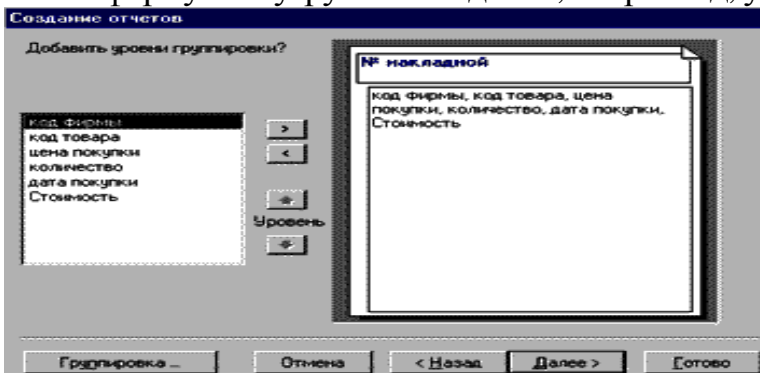 Создание отчетов
Добавить уровни группировки?
№ накладной
код фирмы, код товара, цена
покупки, количество, дата покупки,
Стоимость
код фирмы
код товара
цена покупки
количество
дата покупки
Стоимость
>
<
Уровень
Группировка ...
Отмена
< Назад
Далее >
Готово